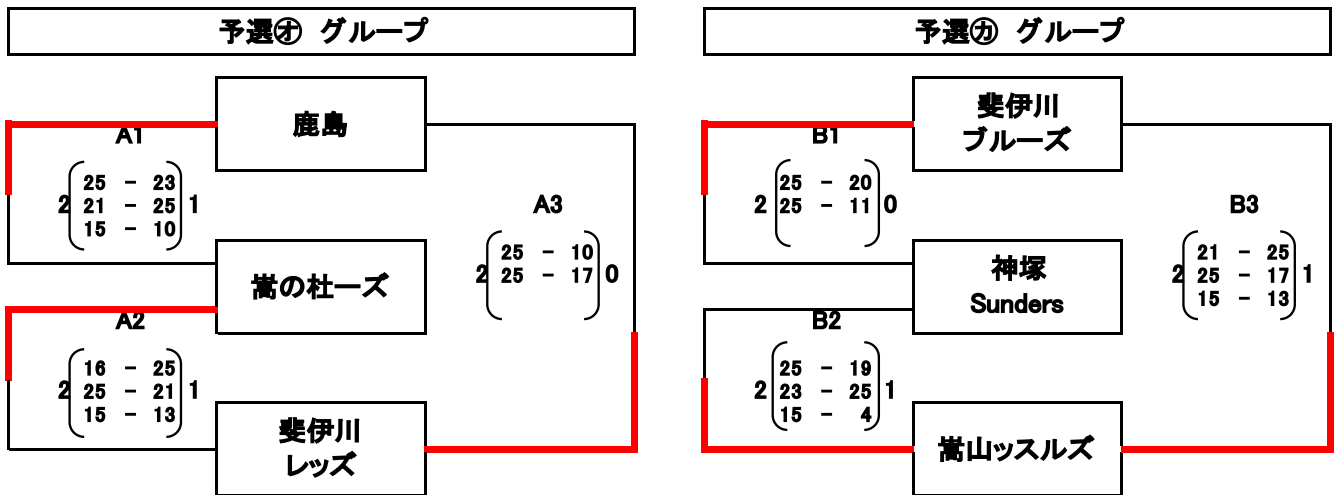 予選㋔ グループ
鹿島
A1
2 25 - 23 1
21 - 25
15 - 10
嵩の杜ーズ
A3
2 25 - 10 0
25 - 17
A2
2 16 - 25 1
25 - 21
15 - 13
斐伊川
レッズ
予選㋕ グループ
斐伊川
ブルーズ
B1
2 25 - 20 0
25 - 11
神塚
Sunders
B3
2 21 - 25 1
25 - 17
15 - 13
B2
2 25 - 19 1
23 - 25
15 - 4
嵩山ッスルズ